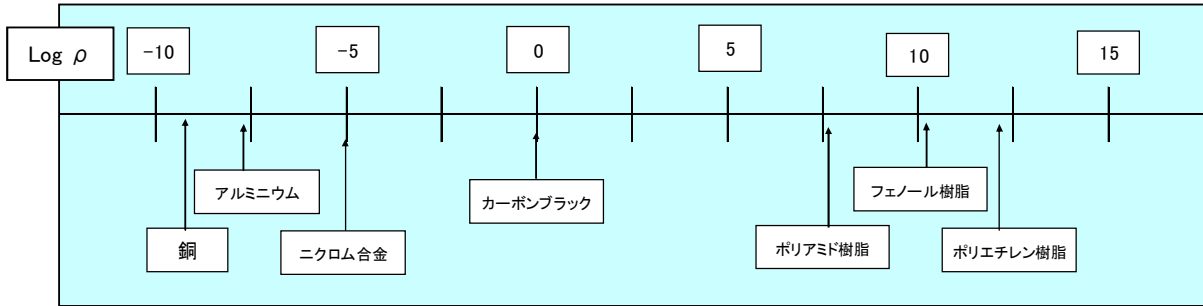 Log ρ
-10
-5
0
5
10
15
アルミニウム
カーボンブラック
フェノール樹脂
銅
ニクロム合金
ポリアミド樹脂
ポリエチレン樹脂